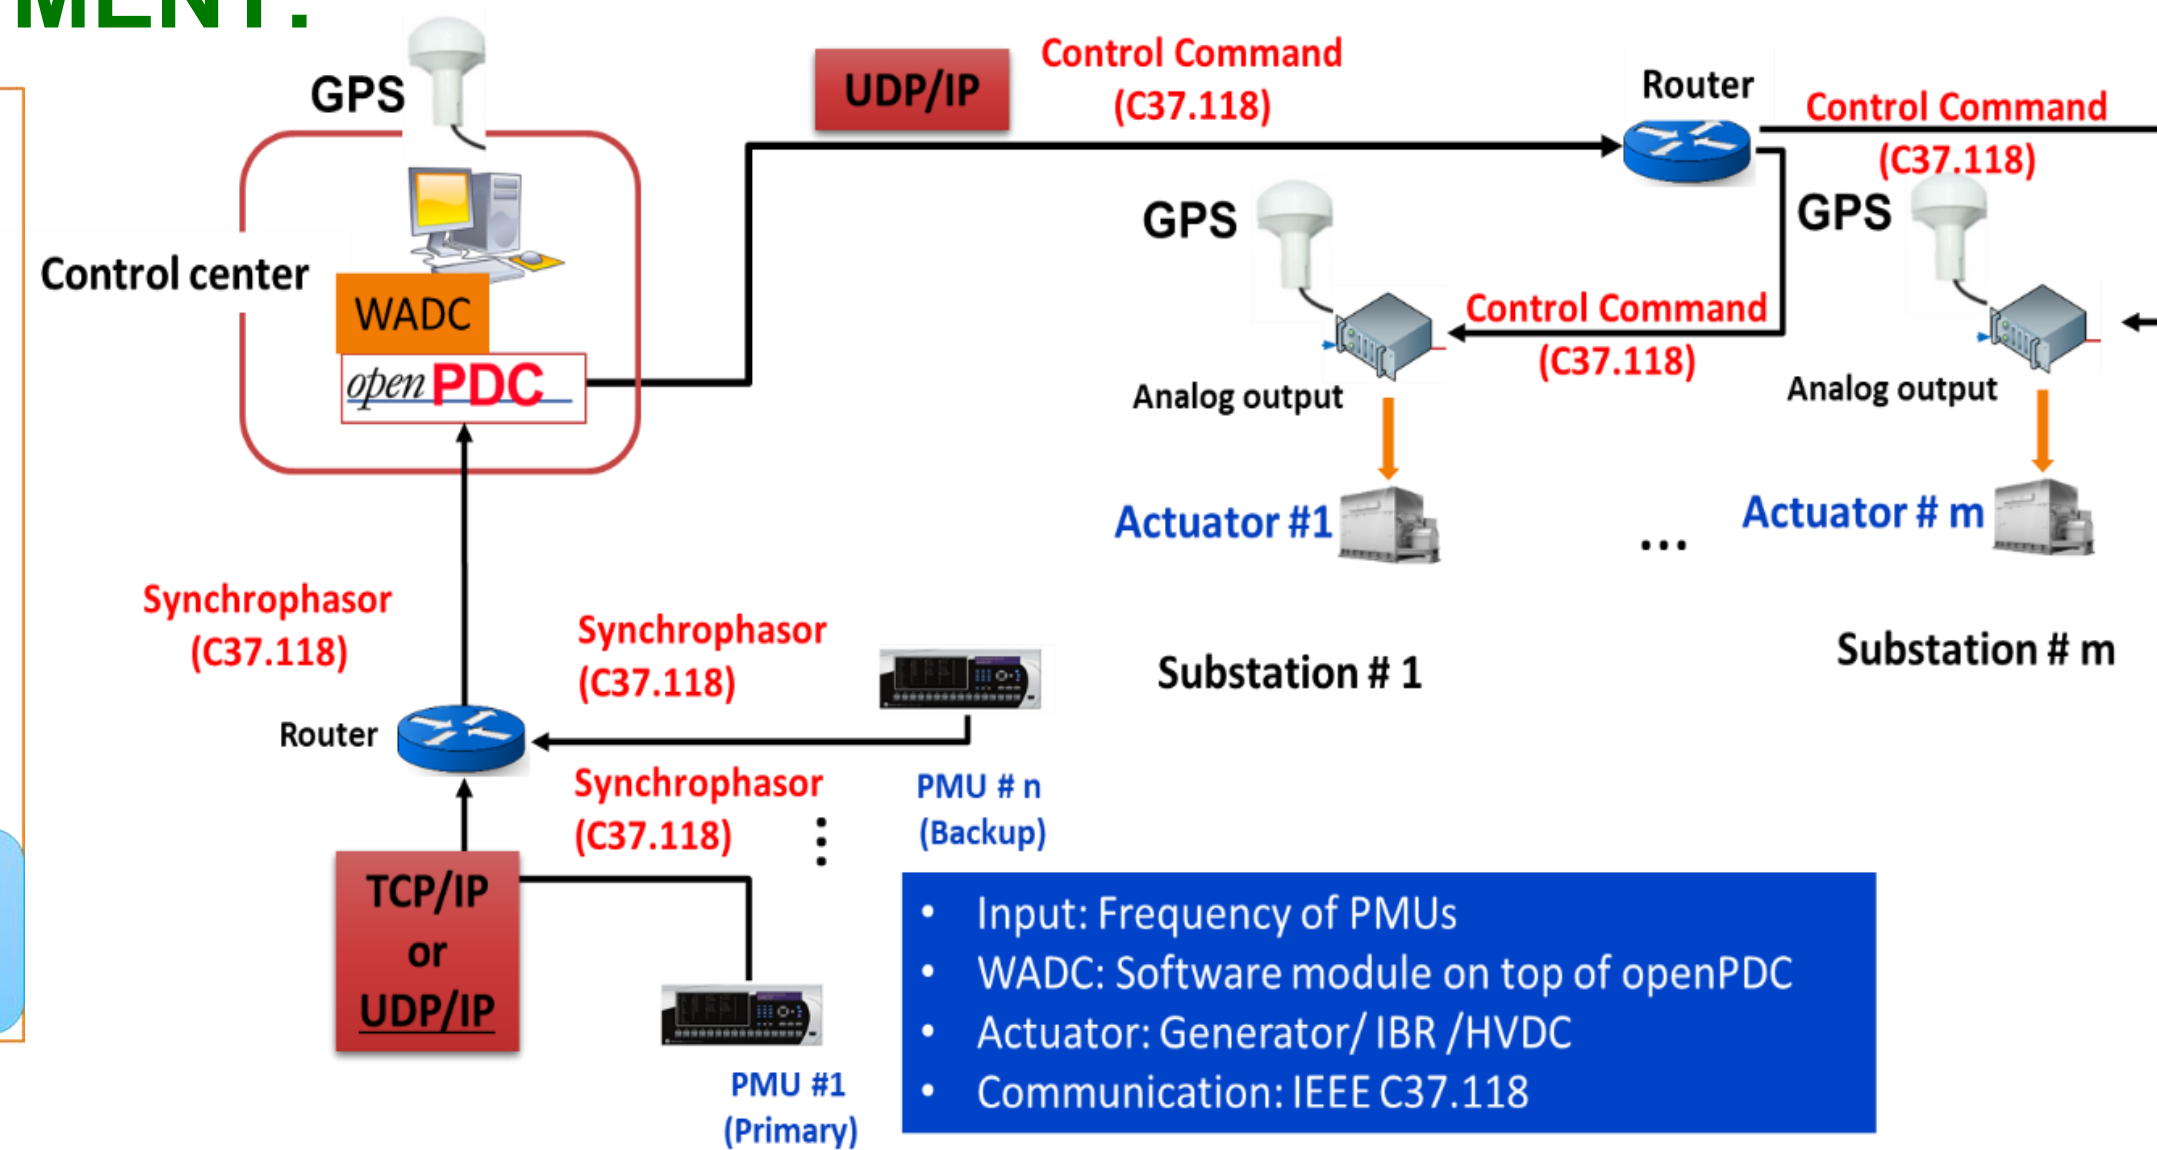 MENT:
GPS
UDP/IP
Control Command
(C37.118)
Router
Control Command
(C37.118)
GPS
GPS
Control center
WADC
open PDC
Control Command
(C37.118)
Analog output
Analog output
Actuator #1
...
Actuator # m
Synchrophasor
(C37.118)
Synchrophasor
(C37.118)
Substation # 1
Substation # m
Router
Synchrophasor
(C37.118)
PMU # n
(Backup)
TCP/IP
or
UDP/IP
PMU #1
(Primary)
• Input: Frequency of PMUs
• WADC: Software module on top of openPDC
• Actuator: Generator/ IBR /HVDC
• Communication: IEEE C37.118